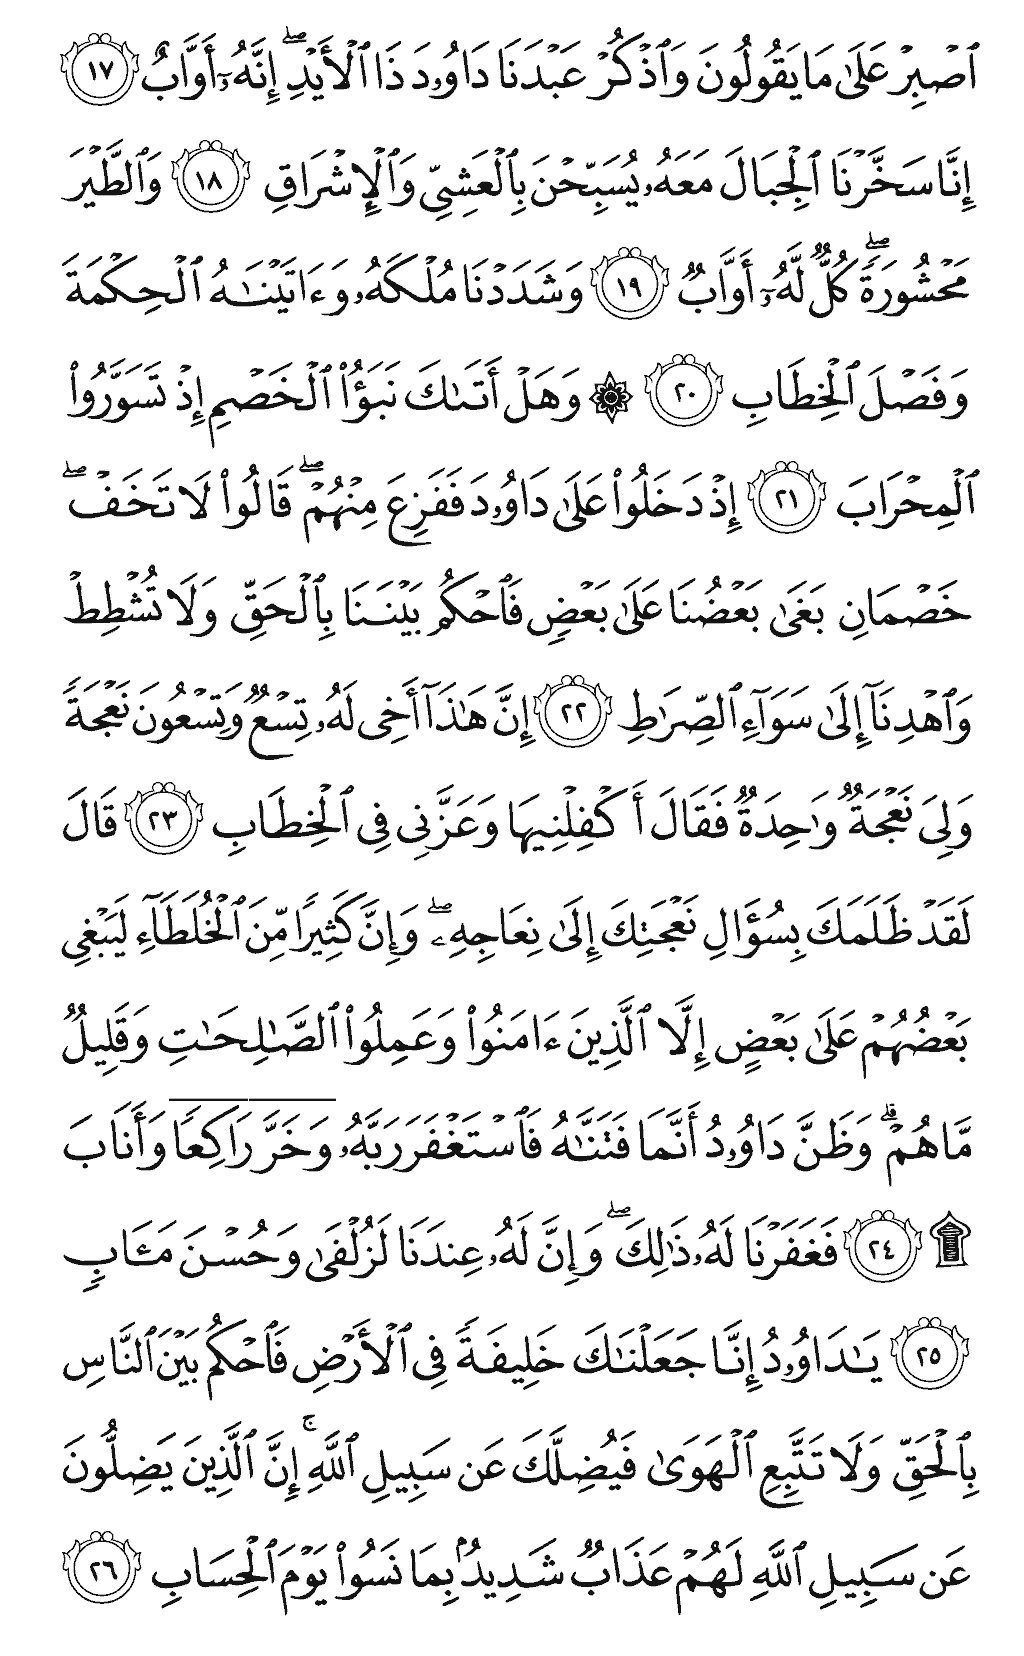 ٱصۡبِرۡ عَلَىٰ مَا يَقُولُونَ وَٱذۡكُرۡ عَبۡدَنَا دَاوُۥدَ ذَا ٱلۡأَيۡدِۖ إِنَّهُۥٓ أَوَّابٌ ١٧
إِنَّا سَخَّرۡنَا ٱلۡجِبَالَ مَعَهُۥ يُسَبِّحۡنَ بِٱلۡعَشِيِّ وَٱلۡإِشۡرَاقِ ١٨ وَٱلطَّيۡرَ
مَحۡشُورَةٗۖ كُلّٞ لَّهُۥٓ أَوَّابٞ ١٩ وَشَدَدۡنَا مُلۡكَهُۥ وَءَاتَيۡنَٰهُ ٱلۡحِكۡمَةَ
وَفَصۡلَ ٱلۡخِطَابِ ٢٠ ۞ وَهَلۡ أَتَىٰكَ نَبَؤُاْ ٱلۡخَصۡمِ إِذۡ تَسَوَّرُواْ
ٱلۡمِحۡرَابَ ٢١ إِذۡ دَخَلُواْ عَلَىٰ دَاوُۥدَ فَفَزِعَ مِنۡهُمۡۖ قَالُواْ لَا تَخَفۡۖ
خَصۡمَانِ بَغَىٰ بَعۡضُنَا عَلَىٰ بَعۡضٖ فَٱحۡكُم بَيۡنَنَا بِٱلۡحَقِّ وَلَا تُشۡطِطۡ
وَٱهۡدِنَآ إِلَىٰ سَوَآءِ ٱلصِّرَٰطِ ٢٢ إِنَّ هَٰذَآ أَخِي لَهُۥ تِسۡعٞ وَتِسۡعُونَ نَعۡجَةٗ
وَلِيَ نَعۡجَةٞ وَٰحِدَةٞ فَقَالَ أَكۡفِلۡنِيهَا وَعَزَّنِي فِي ٱلۡخِطَابِ ٢٣ قَالَ
لَقَدۡ ظَلَمَكَ بِسُؤَالِ نَعۡجَتِكَ إِلَىٰ نِعَاجِهِۦۖ وَإِنَّ كَثِيرٗا مِّنَ ٱلۡخُلَطَآءِ لَيَبۡغِي
بَعۡضُهُمۡ عَلَىٰ بَعۡضٍ إِلَّا ٱلَّذِينَ ءَامَنُواْ وَعَمِلُواْ ٱلصَّٰلِحَٰتِ وَقَلِيلٞ
مَّا هُمۡۗ وَظَنَّ دَاوُۥدُ أَنَّمَا فَتَنَّٰهُ فَٱسۡتَغۡفَرَ رَبَّهُۥ وَخَرَّ رَاكِعٗا وَأَنَابَ
۩ ٢٤ فَغَفَرۡنَا لَهُۥ ذَٰلِكَۖ وَإِنَّ لَهُۥ عِندَنَا لَزُلۡفَىٰ وَحُسۡنَ مَـَٔابٖ
٢٥ يَٰدَاوُۥدُ إِنَّا جَعَلۡنَٰكَ خَلِيفَةٗ فِي ٱلۡأَرۡضِ فَٱحۡكُم بَيۡنَ ٱلنَّاسِ
بِٱلۡحَقِّ وَلَا تَتَّبِعِ ٱلۡهَوَىٰ فَيُضِلَّكَ عَن سَبِيلِ ٱللَّهِۚ إِنَّ ٱلَّذِينَ يَضِلُّونَ
عَن سَبِيلِ ٱللَّهِ لَهُمۡ عَذَابٞ شَدِيدُۢ بِمَا نَسُواْ يَوۡمَ ٱلۡحِسَابِ ٢٦